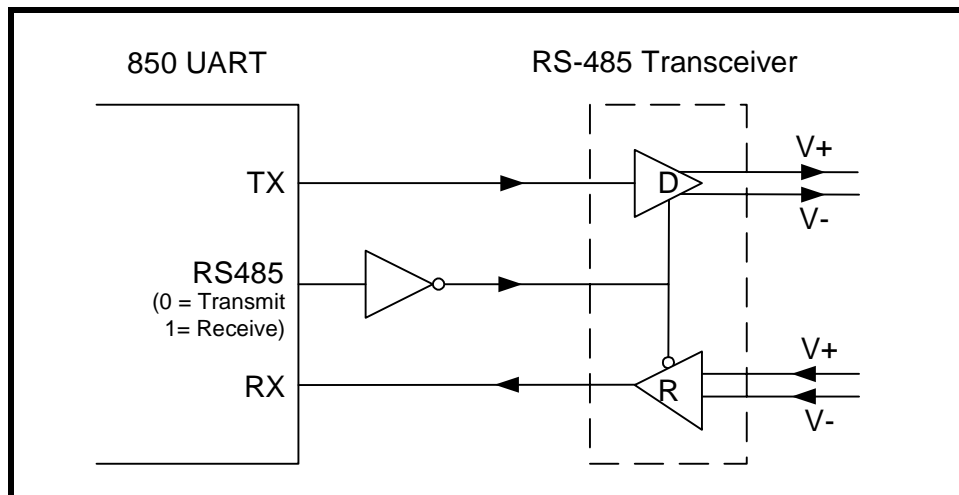 850 UART
RS-485 Transceiver
TX
D
V+
V-
RS485
(0 = Transmit
1= Receive)
RX
R
V+
V-